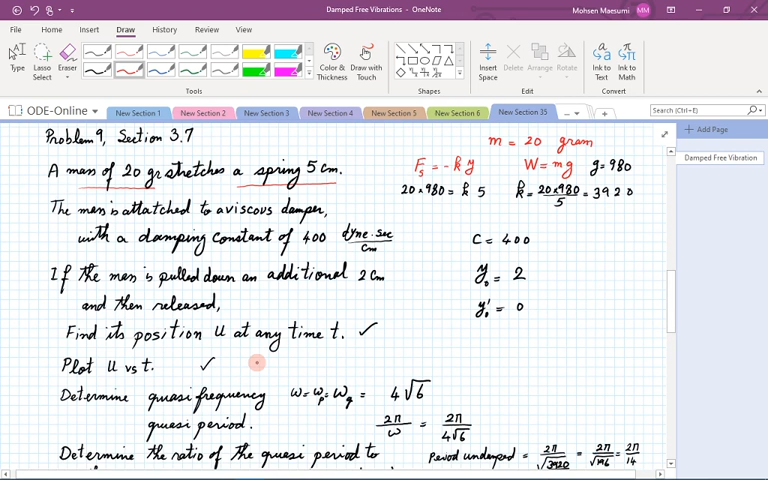 Damped Free Vibrations - OneNote
Mohsen Maesumi MM
File Home Insert Draw History Review View
Type Lasso Select Eraser
Tools
Color & Thickness
Draw with Touch
Shapes
Insert Space Delete Arrange Rotate
Edit
Ink to Text Ink to Math
Convert
ODE-Online New Section 1 New Section 2 New Section 3 New Section 4 New Section 5 New Section 6 New Section 35 Search (Ctrl+E)
Add Page
Damped Free Vibration
Problem 9, Section 3.7
m = 20 gram
A mass of 20 gr stretches a spring 5 cm.
F_s = -k y W = mg g = 980
20 × 980 = k 5 k = 20 × 980 / 5 = 3920
The mass is attatched to a viscous damper,
with a damping constant of 400 dyne.sec/cm C = 400
If the mass is pulled down an additional 2 cm y_0 = 2
and then released, y_0' = 0
Find its position u at any time t. ✓
Plot u vs t. ✓
Determine quasi frequency ω = ω_p = ω_q = 4√6
quasi period. 2π/ω = 2π/4√6
Determine the ratio of the quasi period to Period undamped = 2π/√(3920/20) = 2π/√196 = 2π/14